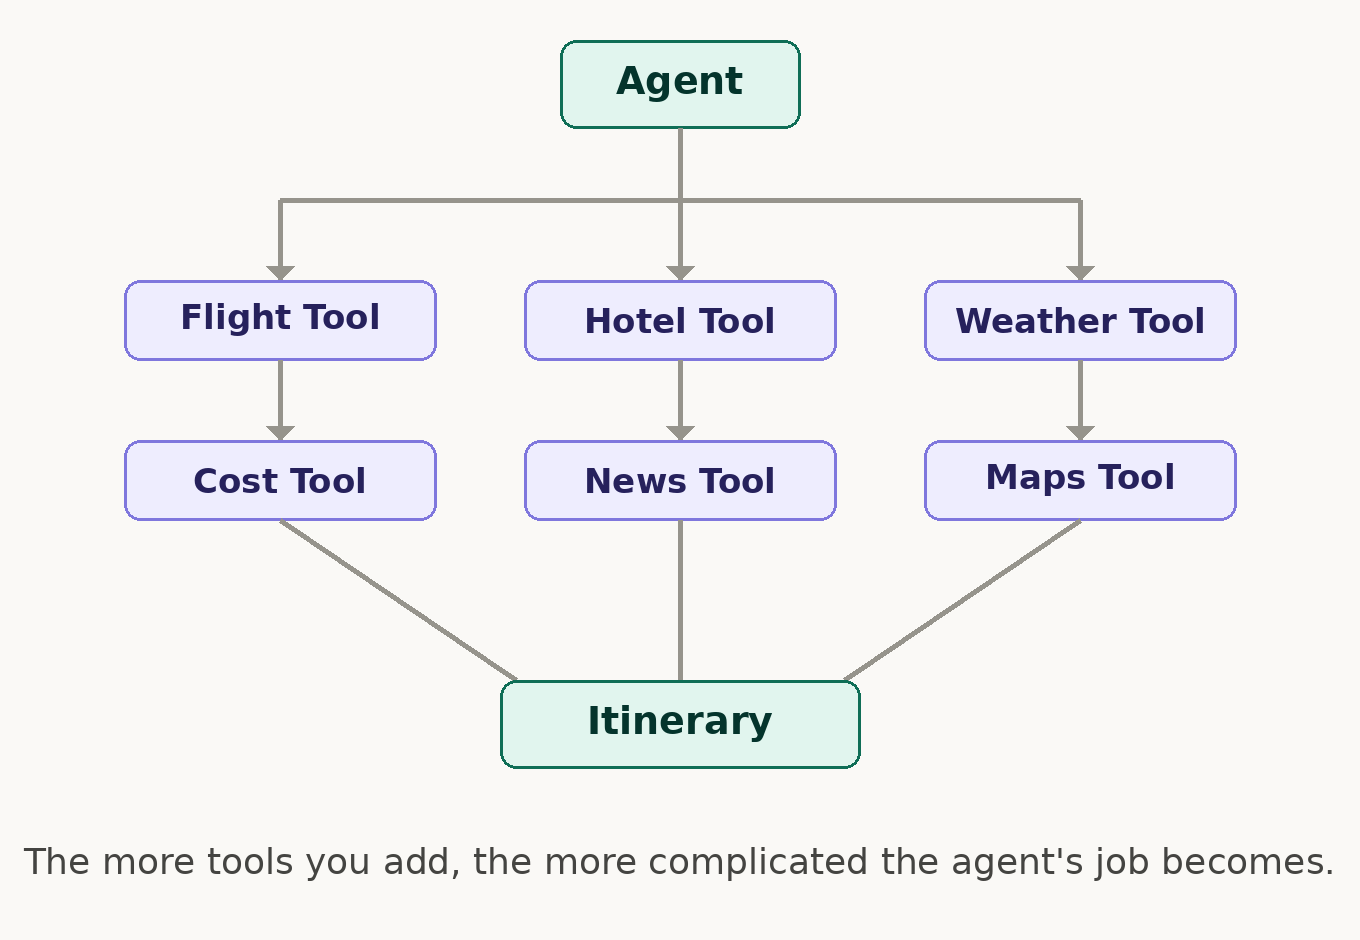 Agent
Flight Tool
Hotel Tool
Weather Tool
Cost Tool
News Tool
Maps Tool
Itinerary
The more tools you add, the more complicated the agent's job becomes.